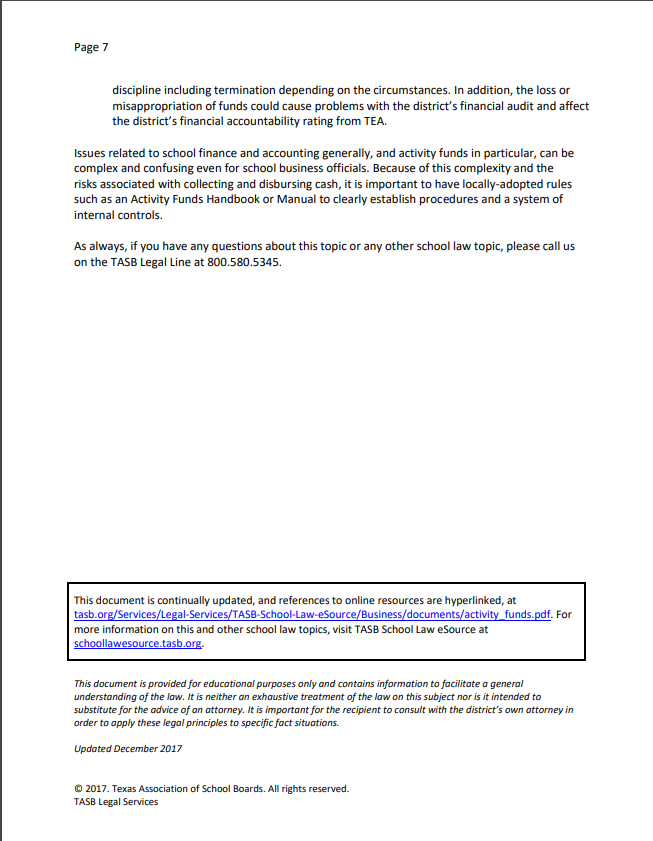 Page 7
discipline including termination depending on the circumstances. In addition, the loss or
misappropriation of funds could cause problems with the district’s financial audit and affect
the district’s financial accountability rating from TEA.
Issues related to school finance and accounting generally, and activity funds in particular, can be
complex and confusing even for school business officials. Because of this complexity and the
risks associated with collecting and disbursing cash, it is important to have locally-adopted rules
such as an Activity Funds Handbook or Manual to clearly establish procedures and a system of
internal controls.
As always, if you have any questions about this topic or any other school law topic, please call us
on the TASB Legal Line at 800.580.5345.
This document is continually updated, and references to online resources are hyperlinked, at
tasb.org/Services/Legal-Services/TASB-School-Law-eSource/Business/documents/activity_funds.pdf. For
more information on this and other school law topics, visit TASB School Law eSource at
schoollawesource.tasb.org.
This document is provided for educational purposes only and contains information to facilitate a general
understanding of the law. It is neither an exhaustive treatment of the law on this subject nor is it intended to
substitute for the advice of an attorney. It is important for the recipient to consult with the district’s own attorney in
order to apply these legal principles to specific fact situations.
Updated December 2017
© 2017. Texas Association of School Boards. All rights reserved.
TASB Legal Services